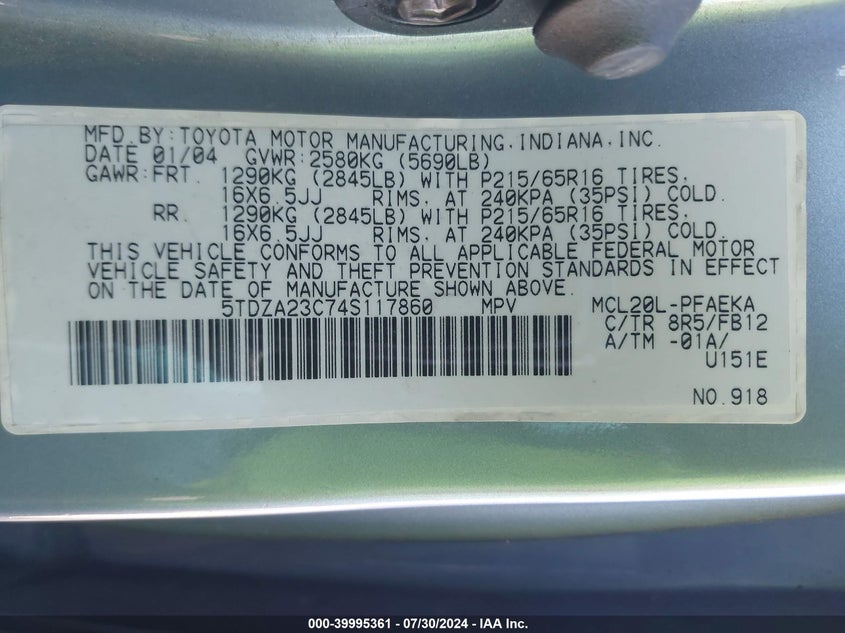 MFD.BY:TOYOTA MOTOR MANUFACTURING,INDIANA,INC.
DATE 01/04 GVWR:2580KG (5690LB)
GAWR:FRT. 1290KG (2845LB) WITH P215/65R16 TIRES,
16X6.5JJ RIMS, AT 240KPA (35PSI) COLD.
RR. 1290KG (2845LB) WITH P215/65R16 TIRES,
16X6.5JJ RIMS, AT 240KPA (35PSI) COLD.
THIS VEHICLE CONFORMS TO ALL APPLICABLE FEDERAL MOTOR
VEHICLE SAFETY AND THEFT PREVENTION STANDARDS IN EFFECT
ON THE DATE OF MANUFACTURE SHOWN ABOVE.
5TDZA23C74S117860 MPV MCL20L-PFAEKA
C/TR 8R5/FB12
A/TM -01A/
U151E
NO.918
000-39995361 - 07/30/2024 - IAA Inc.